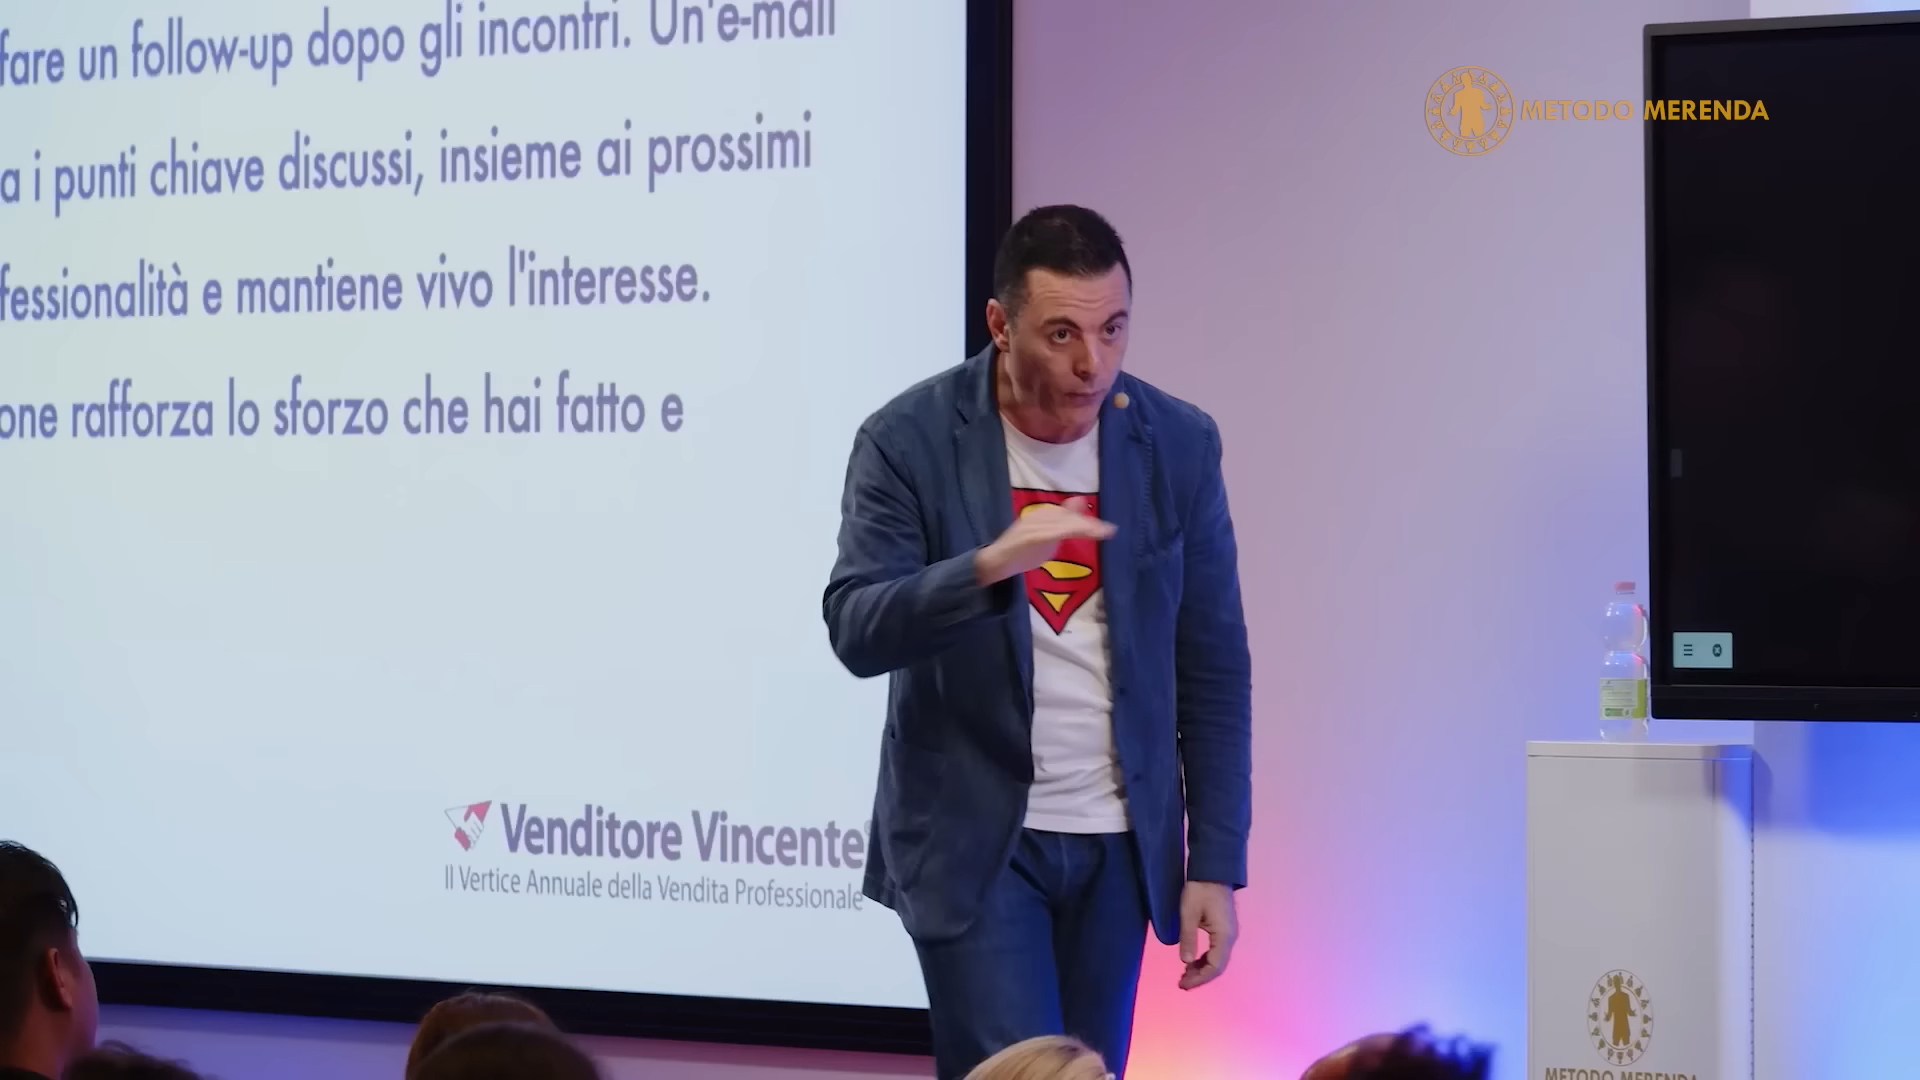 fare un follow-up dopo gli incontri. Un'e-mail
a i punti chiave discussi, insieme ai prossimi
fessionalità e mantiene vivo l'interesse.
one rafforza lo sforzo che hai fatto e
Venditore Vincente
Il Vertice Annuale della Vendita Professionale
METODO MERENDA
METODO MERENDA